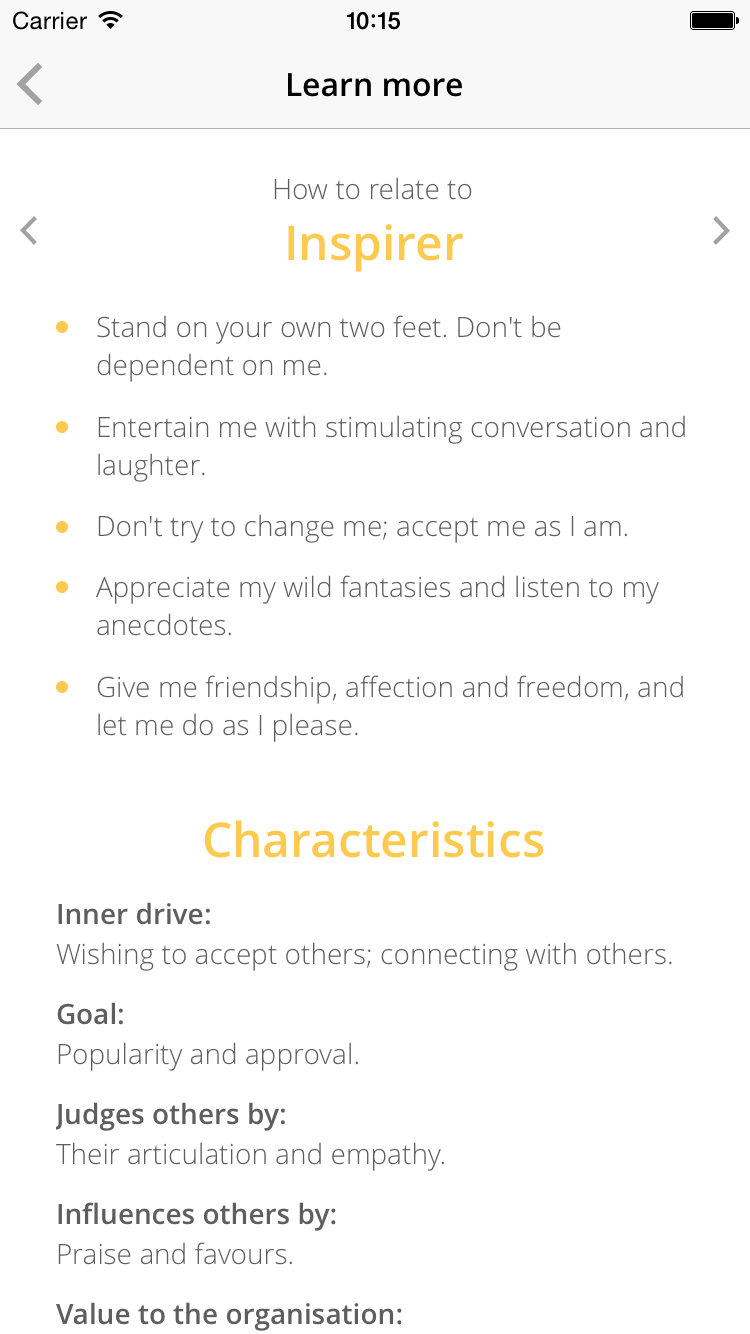 Carrier 10:15
Learn more
How to relate to
Inspirer
Stand on your own two feet. Don't be
dependent on me.
Entertain me with stimulating conversation and
laughter.
Don't try to change me; accept me as I am.
Appreciate my wild fantasies and listen to my
anecdotes.
Give me friendship, affection and freedom, and
let me do as I please.
Characteristics
Inner drive:
Wishing to accept others; connecting with others.
Goal:
Popularity and approval.
Judges others by:
Their articulation and empathy.
Influences others by:
Praise and favours.
Value to the organisation: